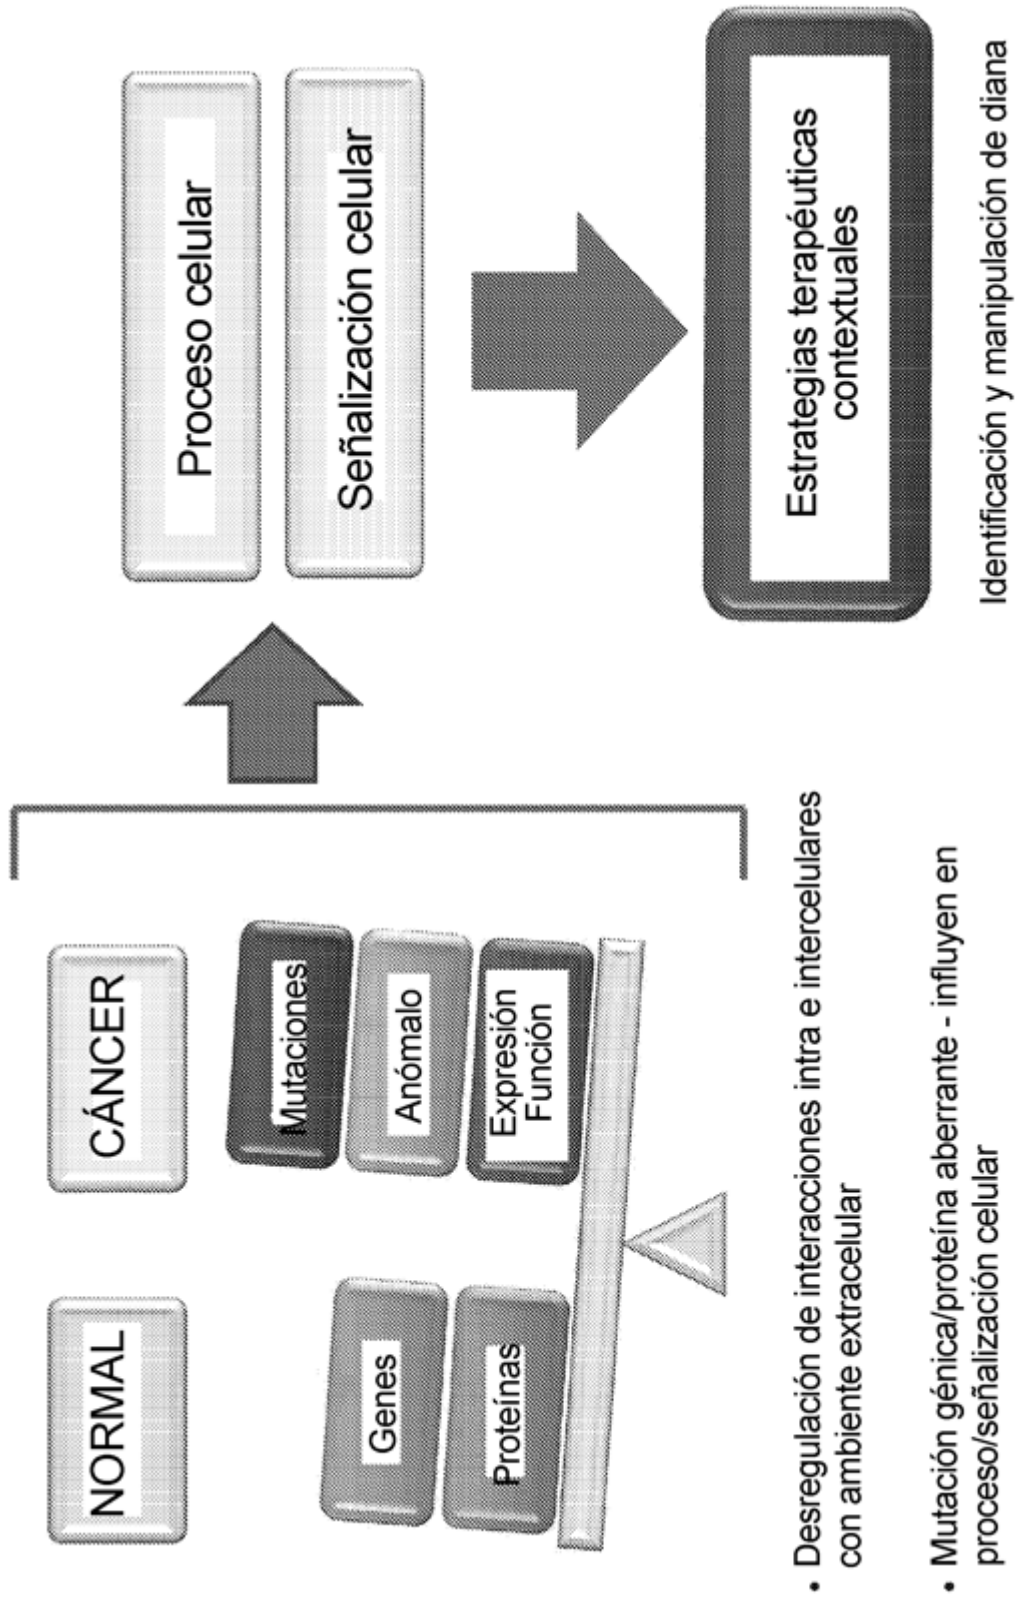 NORMAL
CÁNCER
Genes
Proteínas
Mutaciones
Anómalo
Expresión
Función
Proceso celular
Señalización celular
Estrategias terapéuticas
contextuales
Identificación y manipulación de diana
• Desregulación de interacciones intra e intercelulares
con ambiente extracelular
• Mutación génica/proteína aberrante - influyen en
proceso/señalización celular